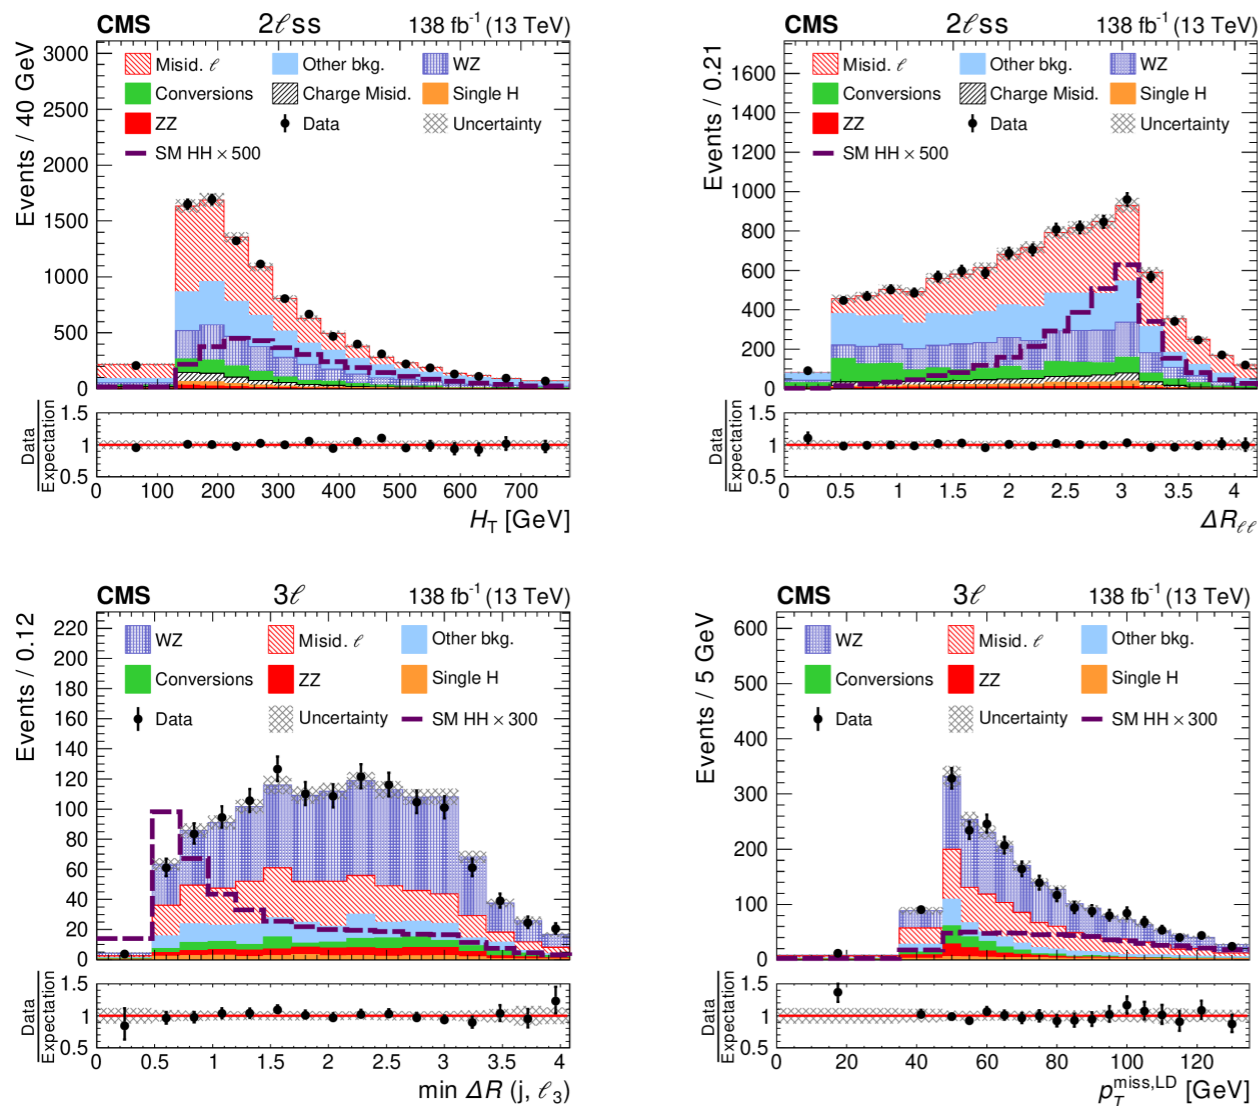 CMS 2ℓss 138 fb⁻¹ (13 TeV)
Events / 40 GeV
3000
2500
2000
1500
1000
500
0
Misid. ℓ Other bkg. WZ
Conversions Charge Misid. Single H
ZZ Data Uncertainty
SM HH × 500
Data
Expectation
1.5
1
0.5
0 100 200 300 400 500 600 700
H_T [GeV]
CMS 2ℓss 138 fb⁻¹ (13 TeV)
Events / 0.21
1600
1400
1200
1000
800
600
400
200
0
Misid. ℓ Other bkg. WZ
Conversions Charge Misid. Single H
ZZ Data Uncertainty
SM HH × 500
Data
Expectation
1.5
1
0.5
0 0.5 1 1.5 2 2.5 3 3.5 4
ΔR_ℓℓ
CMS 3ℓ 138 fb⁻¹ (13 TeV)
Events / 0.12
220
200
180
160
140
120
100
80
60
40
20
0
WZ Misid. ℓ Other bkg.
Conversions ZZ Single H
Data Uncertainty SM HH × 300
Data
Expectation
1.5
1
0.5
0 0.5 1 1.5 2 2.5 3 3.5 4
min ΔR (j, ℓ₃)
CMS 3ℓ 138 fb⁻¹ (13 TeV)
Events / 5 GeV
600
500
400
300
200
100
0
WZ Misid. ℓ Other bkg.
Conversions ZZ Single H
Data Uncertainty SM HH × 300
Data
Expectation
1.5
1
0.5
0 20 40 60 80 100 120
p_T^miss,LD [GeV]